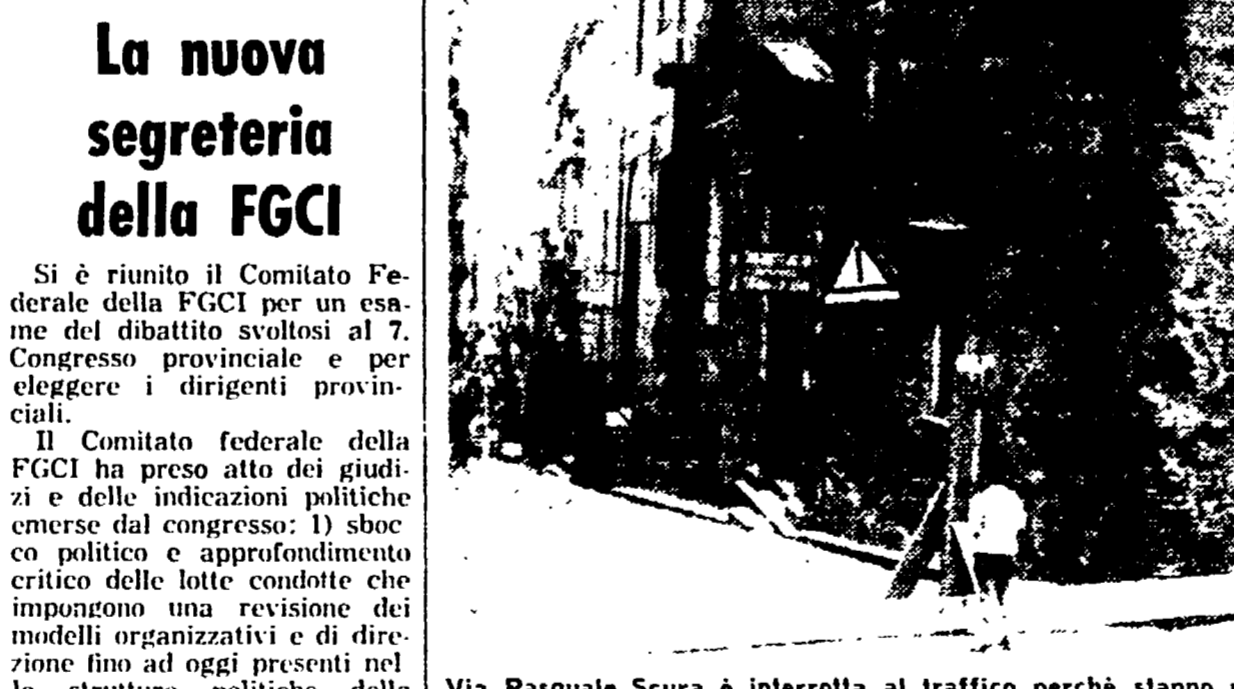 La nuova
segreteria
della FGCI
Si è riunito il Comitato Fe-
derale della FGCI per un esa-
me del dibattito svoltosi al 7.
Congresso provinciale e per
eleggere i dirigenti provin-
ciali.
Il Comitato federale della
FGCI ha preso atto dei giudi-
zi e delle indicazioni politiche
emerse dal congresso: 1) sboc
co politico e approfondimento
critico delle lotte condotte che
impongono una revisione dei
modelli organizzativi e di dire-
zione fino ad oggi presenti nel
le strutture politiche della
Via Pasquale Scura è interrotta al traffico perchè stanno